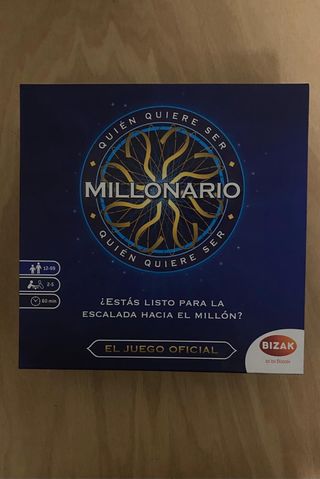 QUIÉN QUIERE SER
MILLONARIO
QUIÉN QUIERE SER
12-99
2-5
60 min
¿ESTÁS LISTO PARA LA
ESCALADA HACIA EL MILLÓN?
EL JUEGO OFICIAL
BIZAK